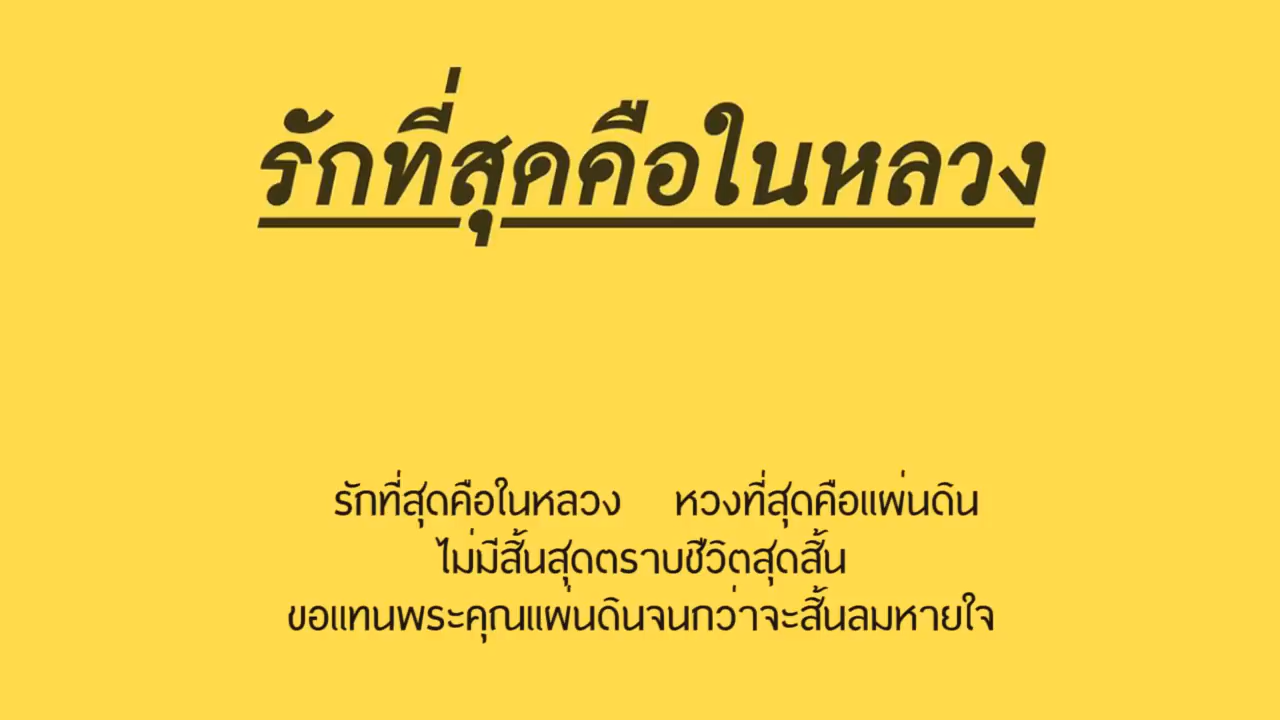 รักที่สุดคือในหลวง
รักที่สุดคือในหลวง หวงที่สุดคือแผ่นดิน
ไม่มีสิ้นสุดตราบชีวิตสุดสิ้น
ขอแทนพระคุณแผ่นดินจนกว่าจะสิ้นลมหายใจ